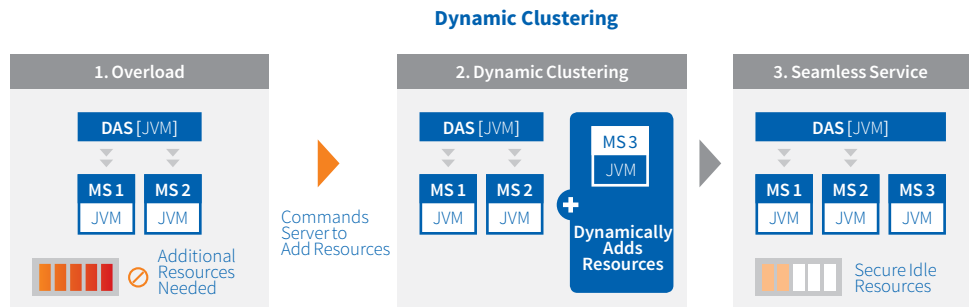 Dynamic Clustering
1. Overload
DAS [JVM]
MS 1
JVM
MS 2
JVM
Additional
Resources
Needed
Commands
Server to
Add Resources
2. Dynamic Clustering
DAS [JVM]
MS 1
JVM
MS 2
JVM
MS 3
JVM
Dynamically
Adds
Resources
3. Seamless Service
DAS [JVM]
MS 1
JVM
MS 2
JVM
MS 3
JVM
Secure Idle
Resources